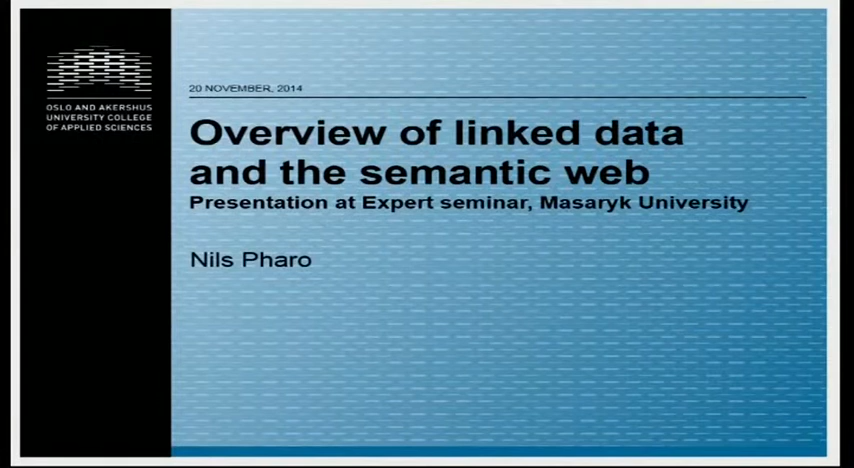 OSLO AND AKERSHUS
UNIVERSITY COLLEGE
OF APPLIED SCIENCES
20 NOVEMBER, 2014
Overview of linked data
and the semantic web
Presentation at Expert seminar, Masaryk University
Nils Pharo